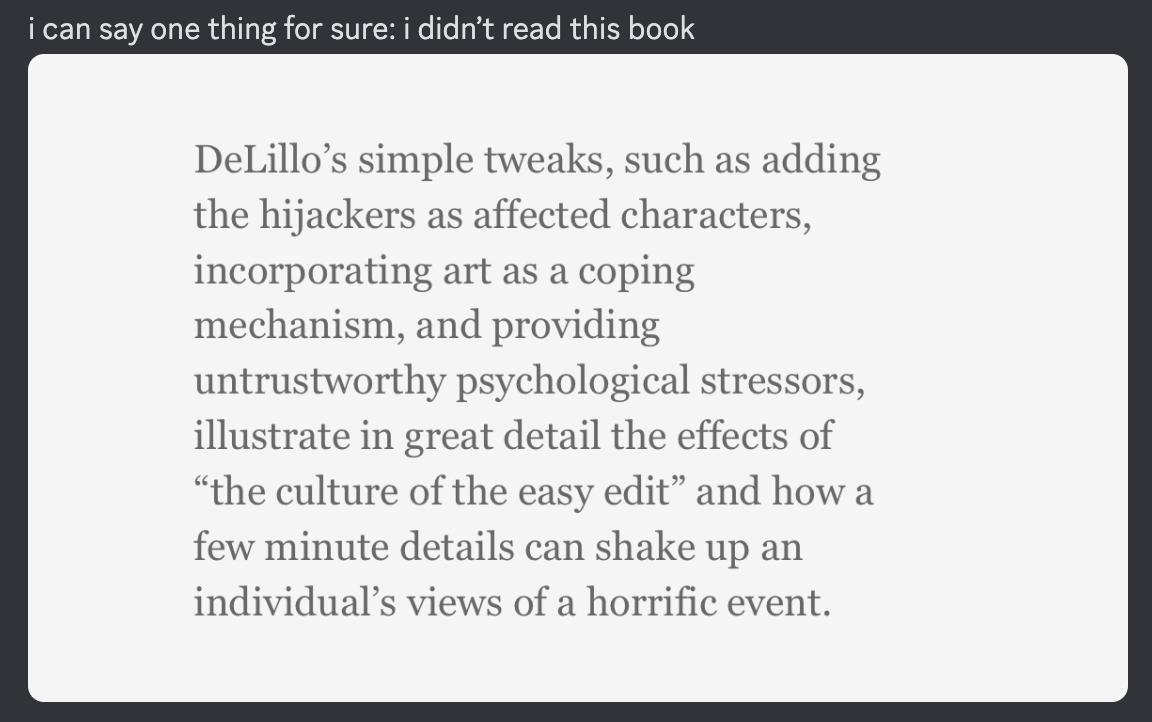 i can say one thing for sure: i didn’t read this book
DeLillo’s simple tweaks, such as adding
the hijackers as affected characters,
incorporating art as a coping
mechanism, and providing
untrustworthy psychological stressors,
illustrate in great detail the effects of
“the culture of the easy edit” and how a
few minute details can shake up an
individual’s views of a horrific event.